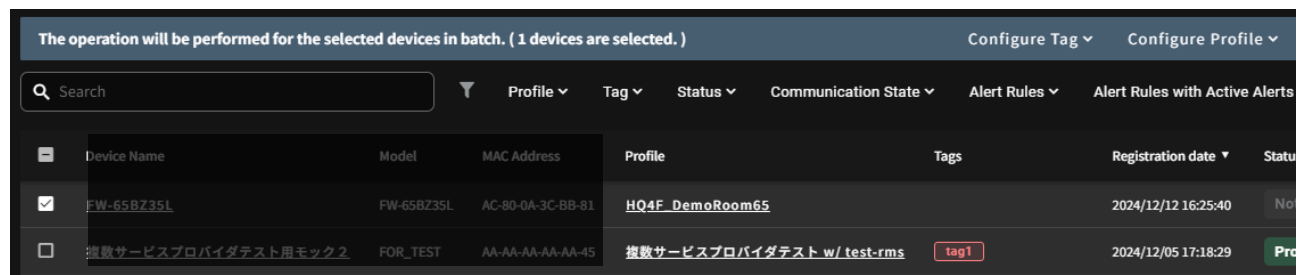 The operation will be performed for the selected devices in batch. ( 1 devices are selected. ) Configure Tag Configure Profile
Search Profile Tag Status Communication State Alert Rules Alert Rules with Active Alerts
Device Name Model MAC Address Profile Tags Registration date ▼
FW-65BZ35L FW-65BZ35L AC-80-0A-3C-BB-81 HQ4F_DemoRoom65 2024/12/12 16:25:40
複数サービスプロバイダテスト用モック２ FOR_TEST AA-AA-AA-AA-AA-45 複数サービスプロバイダテスト w/ test-rms tag1 2024/12/05 17:18:29